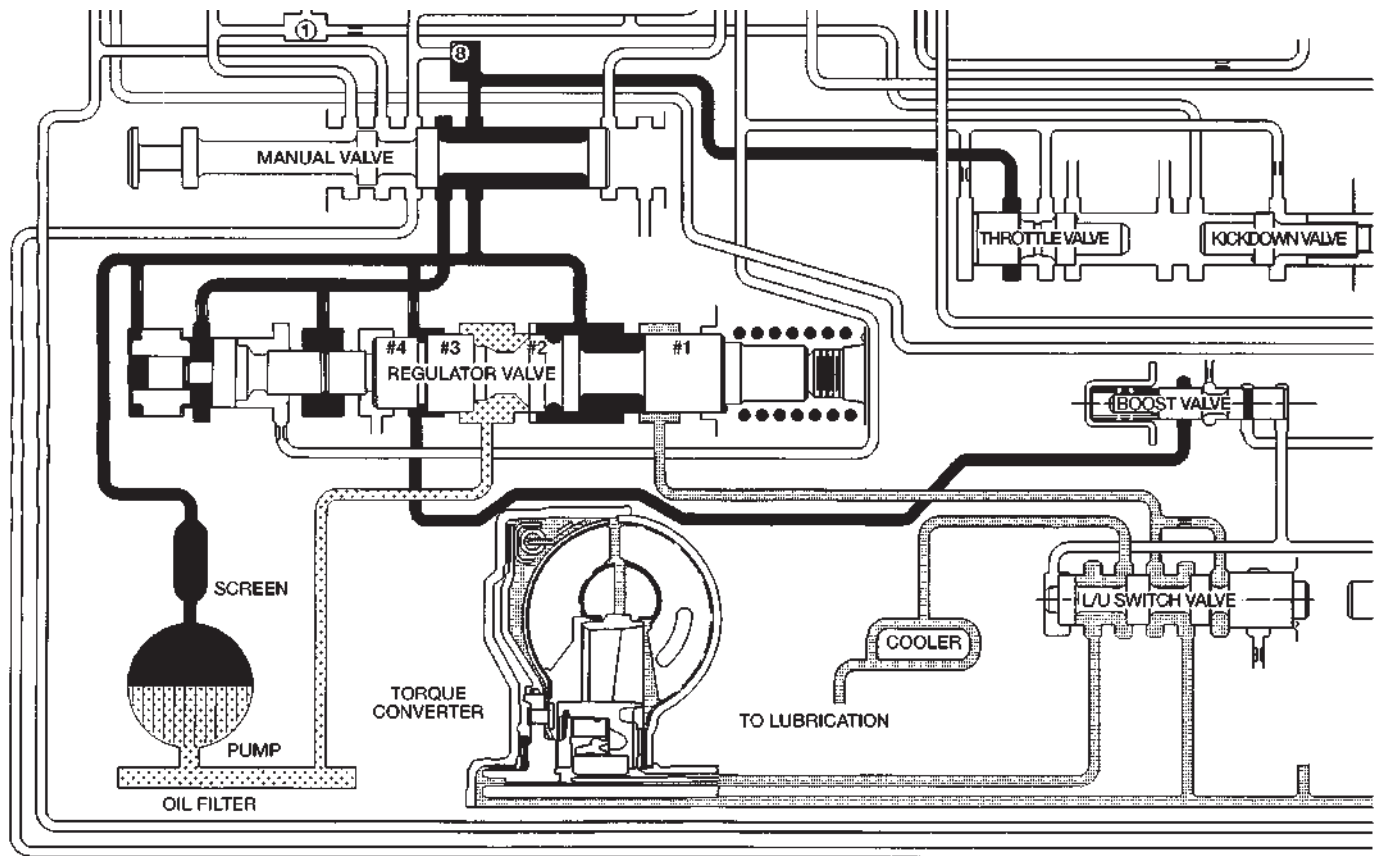 1
8
MANUAL VALVE
THROTTLE VALVE
KICKDOWN VALVE
#4
#3
#2
#1
REGULATOR VALVE
BOOST VALVE
SCREEN
L/U SWITCH VALVE
COOLER
TORQUE
CONVERTER
TO LUBRICATION
PUMP
OIL FILTER